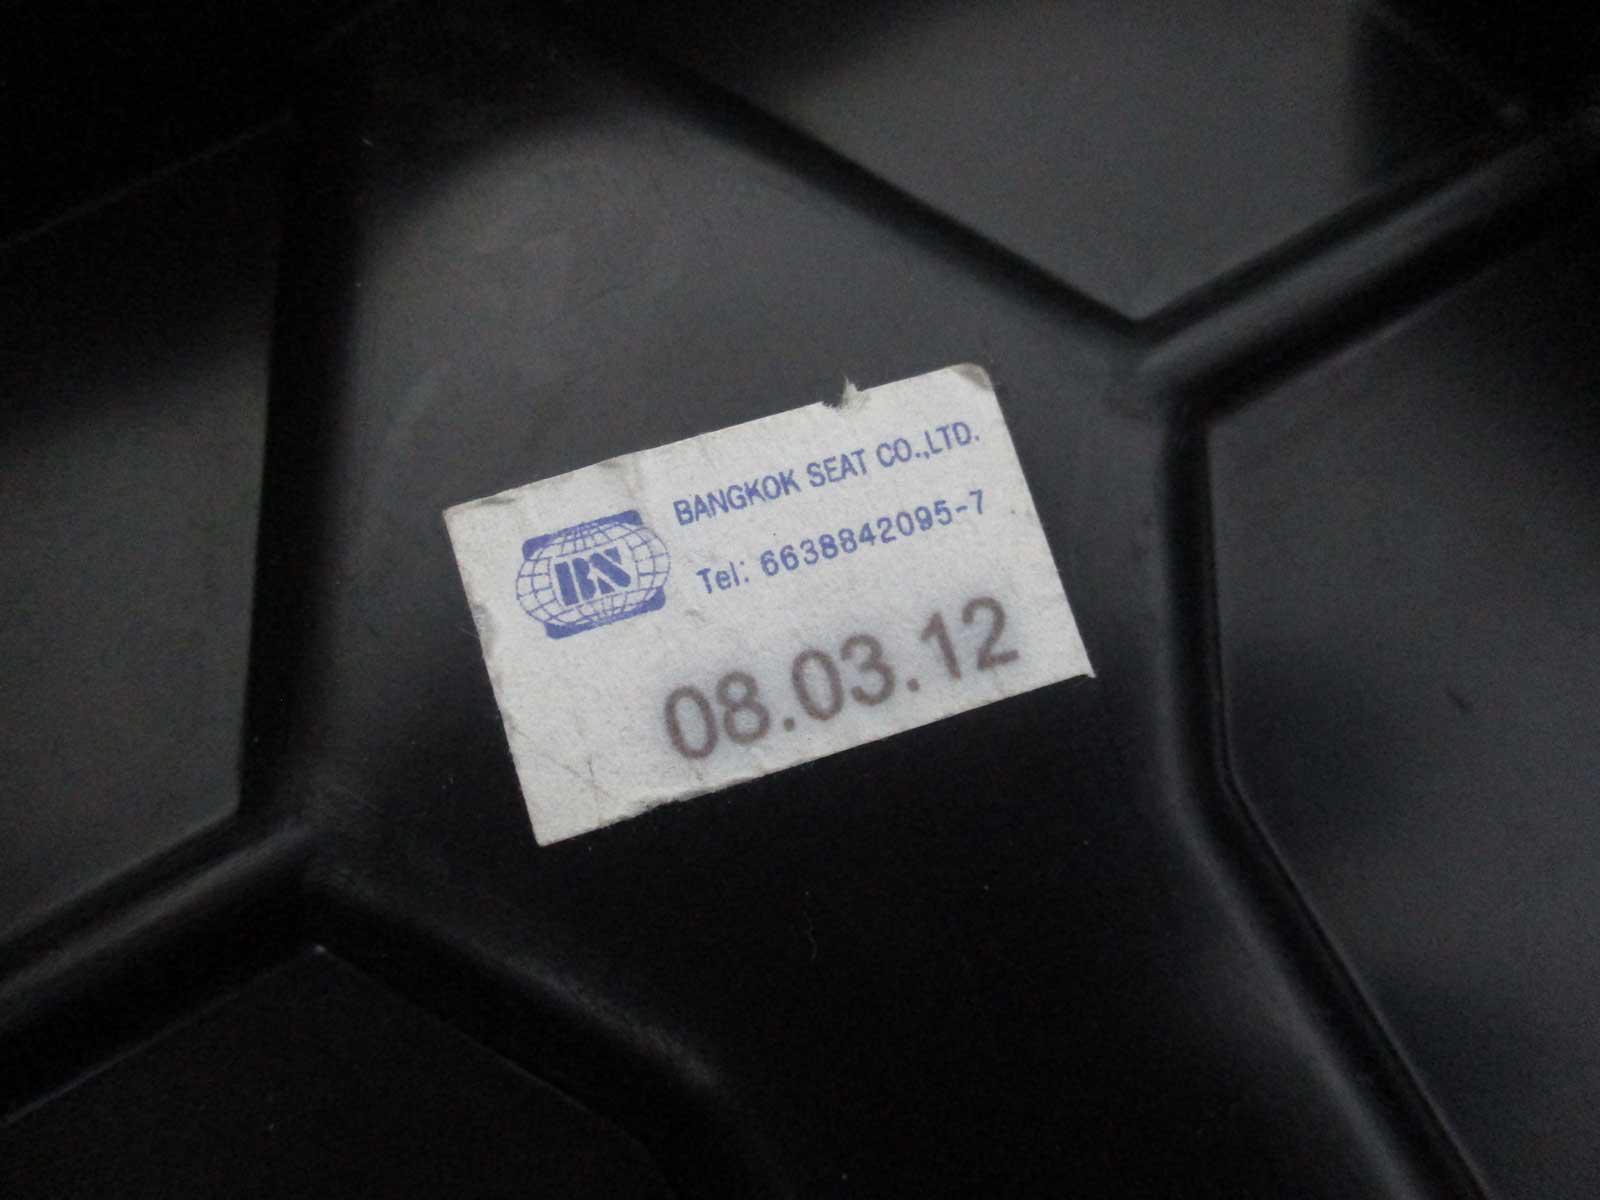 BANGKOK SEAT CO.,LTD.
BS
Tel: 6638842095-7
08.03.12